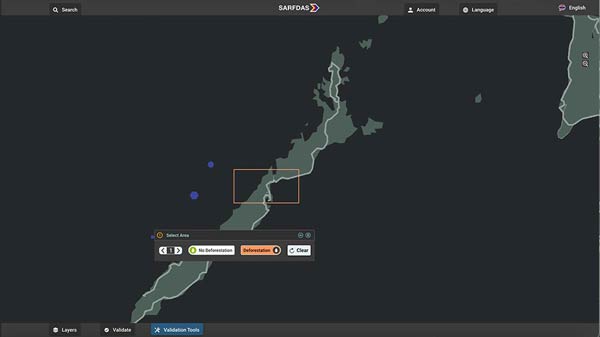 Search
SARFDAS
Account
Language
English
Select Area
1
No Deforestation
Deforestation
Clear
Layers
Validate
Validation Tools